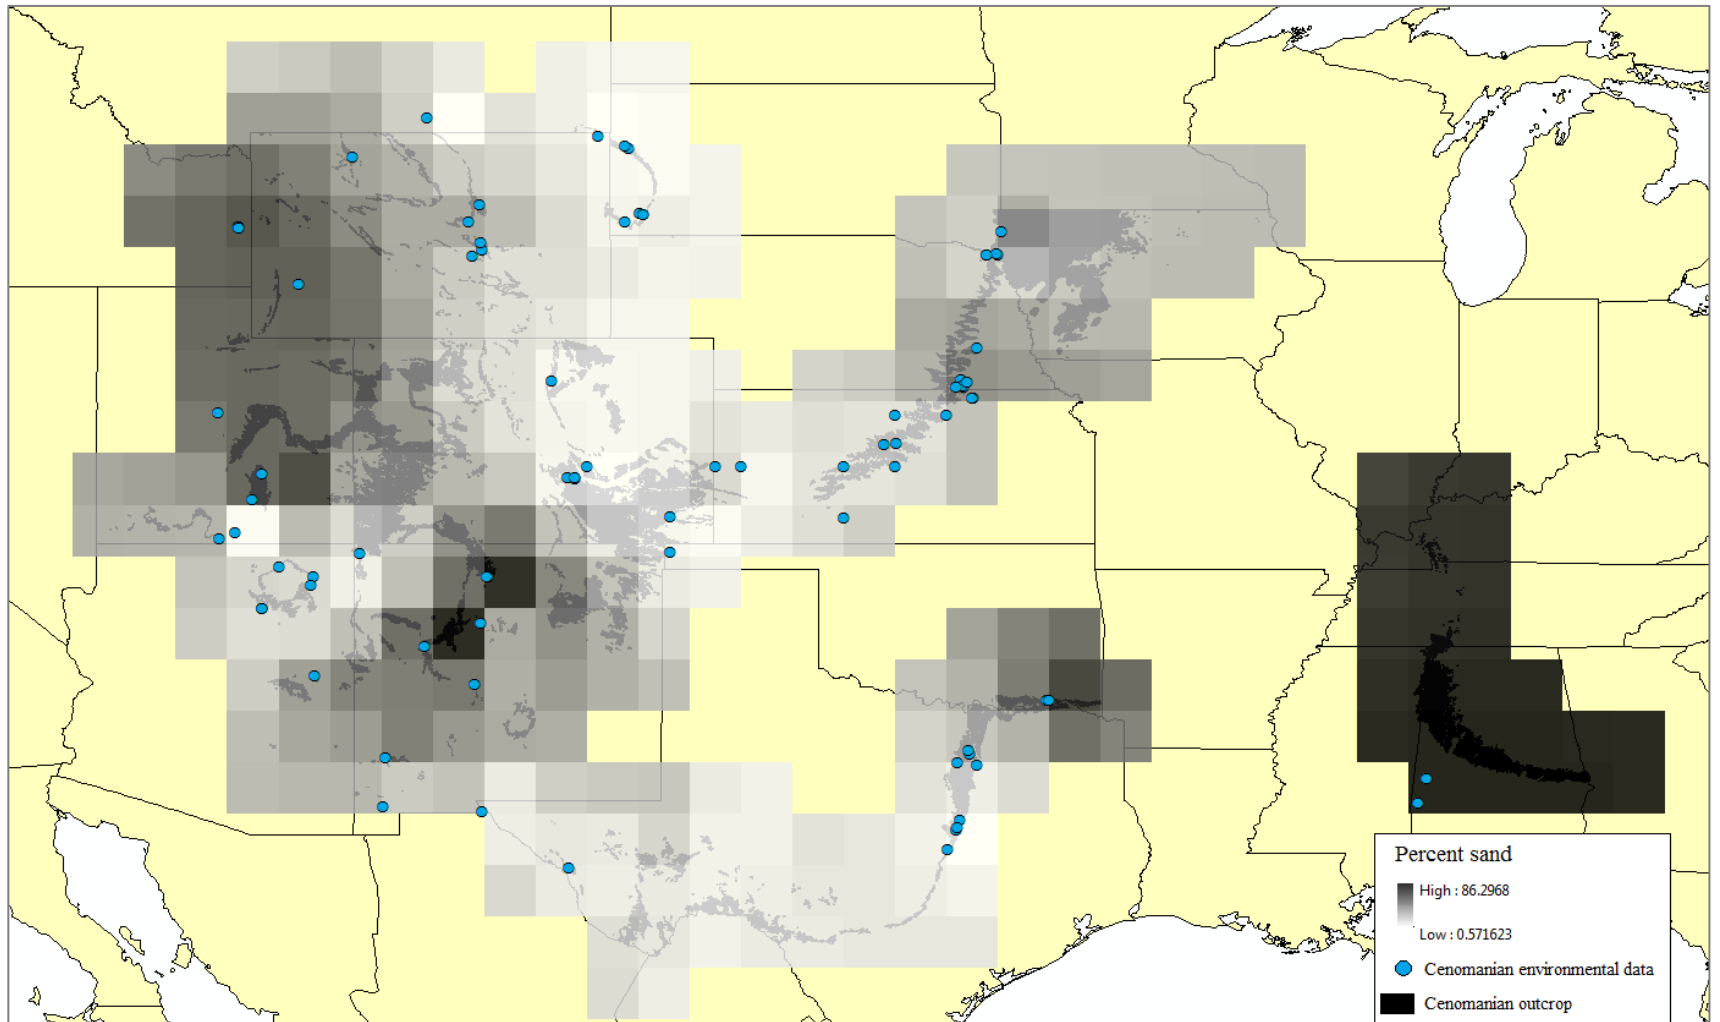 Percent sand
High : 86.2968
Low : 0.571623
Cenomanian environmental data
Cenomanian outcrop